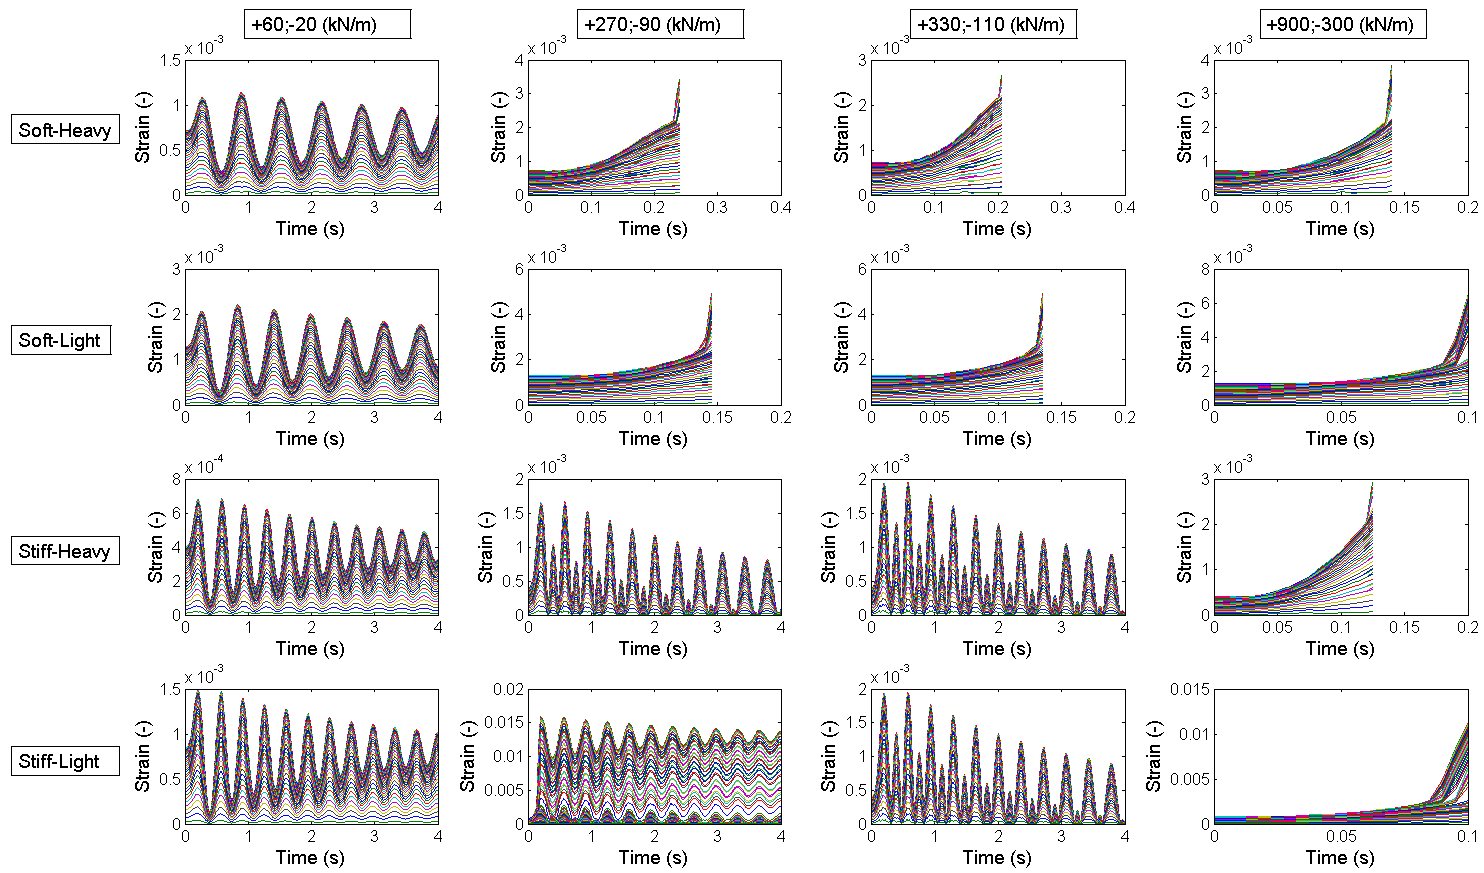 +60;-20 (kN/m)
+270;-90 (kN/m)
+330;-110 (kN/m)
+900;-300 (kN/m)
Soft-Heavy
x 10⁻³
1.5
1
0.5
0
Strain (-)
0 1 2 3 4
Time (s)
x 10⁻³
4
3
2
1
0
Strain (-)
0 0.1 0.2 0.3 0.4
Time (s)
x 10⁻³
3
2
1
0
Strain (-)
0 0.1 0.2 0.3 0.4
Time (s)
x 10⁻³
4
3
2
1
0
Strain (-)
0 0.05 0.1 0.15 0.2
Time (s)
Soft-Light
x 10⁻³
3
2
1
0
Strain (-)
0 1 2 3 4
Time (s)
x 10⁻³
6
4
2
0
Strain (-)
0 0.05 0.1 0.15 0.2
Time (s)
x 10⁻³
6
4
2
0
Strain (-)
0 0.05 0.1 0.15 0.2
Time (s)
x 10⁻³
8
6
4
2
0
Strain (-)
0 0.05 0.1
Time (s)
Stiff-Heavy
x 10⁻⁴
8
6
4
2
0
Strain (-)
0 1 2 3 4
Time (s)
x 10⁻³
2
1.5
1
0.5
0
Strain (-)
0 1 2 3 4
Time (s)
x 10⁻³
2
1.5
1
0.5
0
Strain (-)
0 1 2 3 4
Time (s)
x 10⁻³
3
2
1
0
Strain (-)
0 0.05 0.1 0.15 0.2
Time (s)
Stiff-Light
x 10⁻³
1.5
1
0.5
0
Strain (-)
0 1 2 3 4
Time (s)
0.02
0.015
0.01
0.005
0
Strain (-)
0 1 2 3 4
Time (s)
x 10⁻³
2
1.5
1
0.5
0
Strain (-)
0 1 2 3 4
Time (s)
0.015
0.01
0.005
0
Strain (-)
0 0.05 0.1
Time (s)